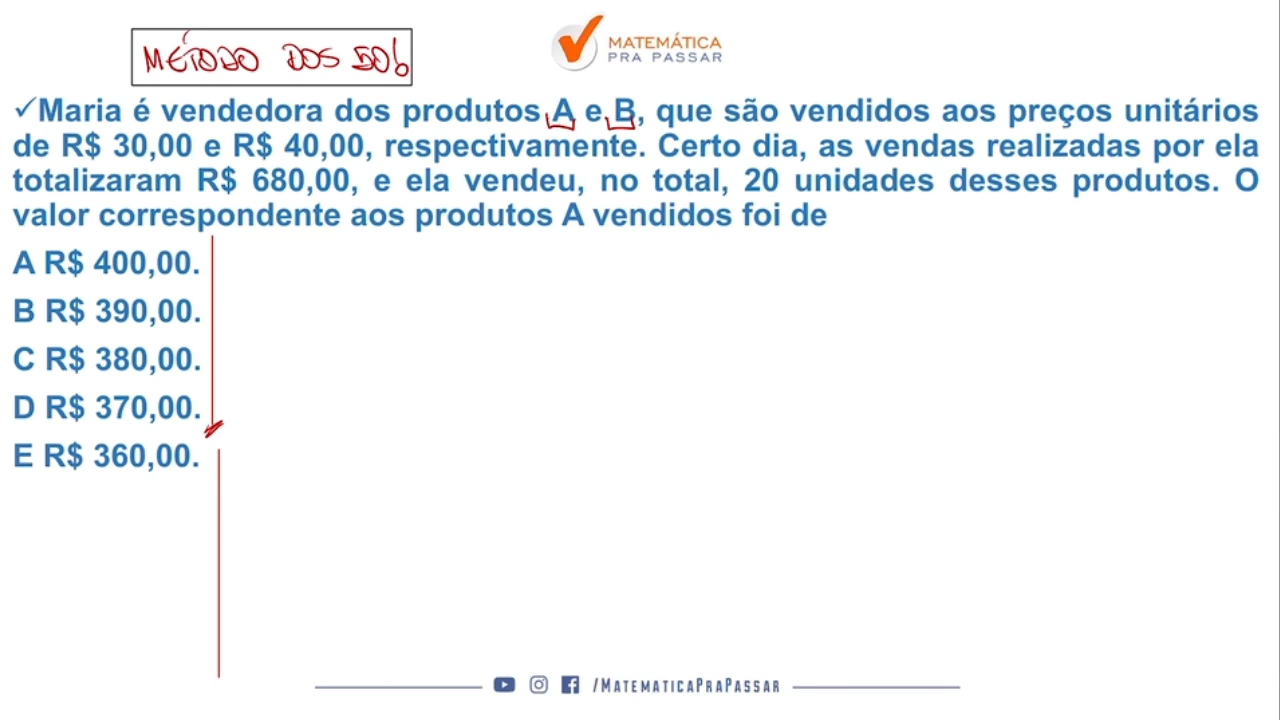 MÉTODO DOS 50!
MATEMÁTICA
PRA PASSAR
✓Maria é vendedora dos produtos A e B, que são vendidos aos preços unitários
de R$ 30,00 e R$ 40,00, respectivamente. Certo dia, as vendas realizadas por ela
totalizaram R$ 680,00, e ela vendeu, no total, 20 unidades desses produtos. O
valor correspondente aos produtos A vendidos foi de
A R$ 400,00.
B R$ 390,00.
C R$ 380,00.
D R$ 370,00.
E R$ 360,00.
/MATEMATICAPRAPASSAR